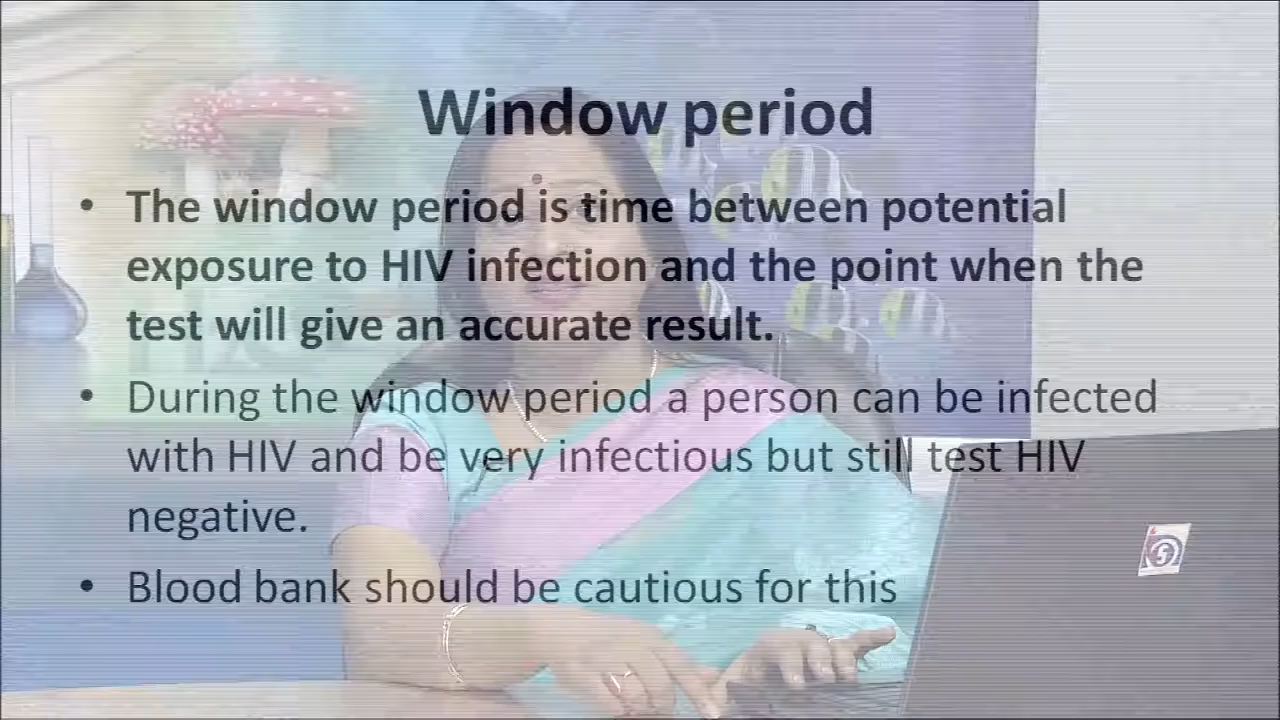 Window period
• The window period is time between potential
exposure to HIV infection and the point when the
test will give an accurate result.
• During the window period a person can be infected
with HIV and be very infectious but still test HIV
negative.
• Blood bank should be cautious for this